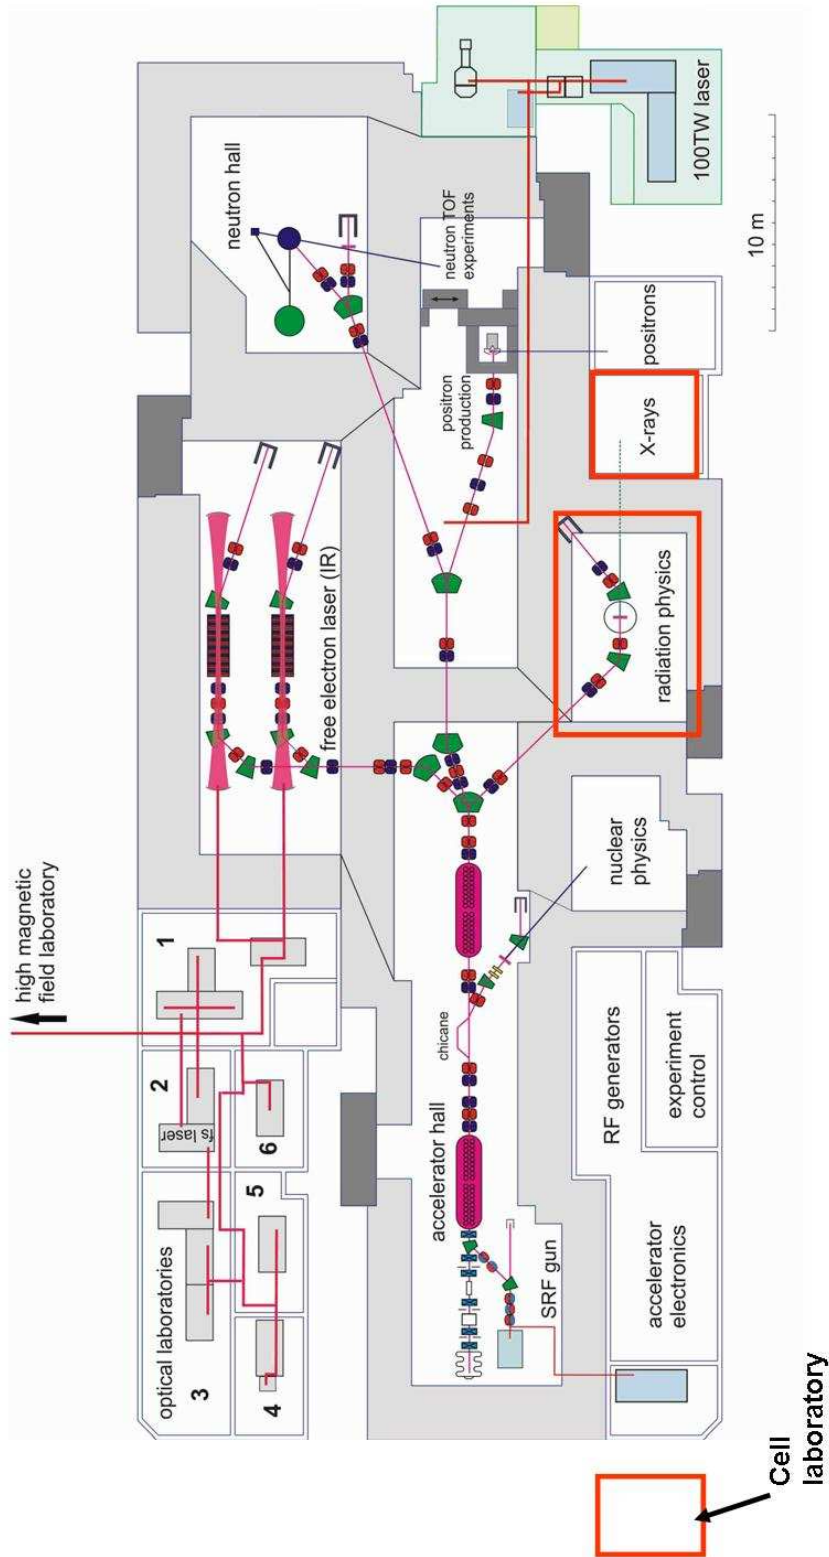 high magnetic
field laboratory
1
2
fs laser
optical laboratories
3
4
5
6
neutron hall
neutron TOF
experiments
free electron laser (IR)
positron
production
100TW laser
10 m
positrons
X-rays
radiation physics
nuclear
physics
chicane
accelerator hall
SRF gun
RF generators
experiment
control
accelerator
electronics
Cell
laboratory